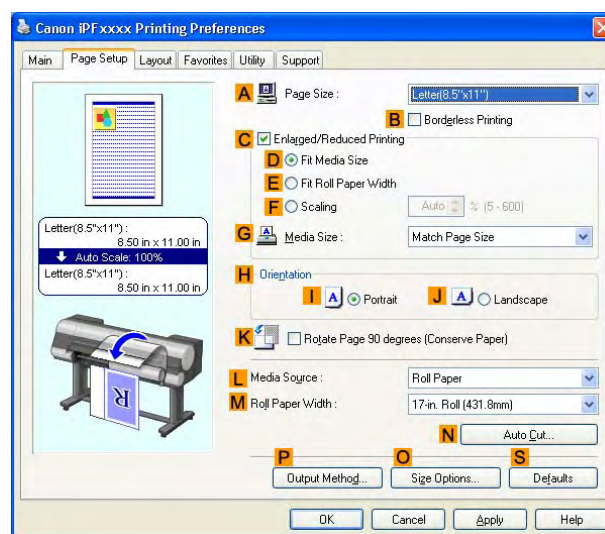 Canon iPFxxxx Printing Preferences
Main Page Setup Layout Favorites Utility Support
A Page Size : Letter(8.5"x11")
B Borderless Printing
C Enlarged/Reduced Printing
D Fit Media Size
E Fit Roll Paper Width
F Scaling Auto % (5 - 600)
G A Media Size : Match Page Size
Letter(8.5"x11") :
8.50 in x 11.00 in
Auto Scale: 100%
Letter(8.5"x11") :
8.50 in x 11.00 in
H Orientation
I A Portrait J A Landscape
K Rotate Page 90 degrees (Conserve Paper)
R
L Media Source : Roll Paper
M Roll Paper Width : 17-in. Roll (431.8mm)
N Auto Cut...
P O S
Output Method... Size Options... Defaults
OK Cancel Apply Help